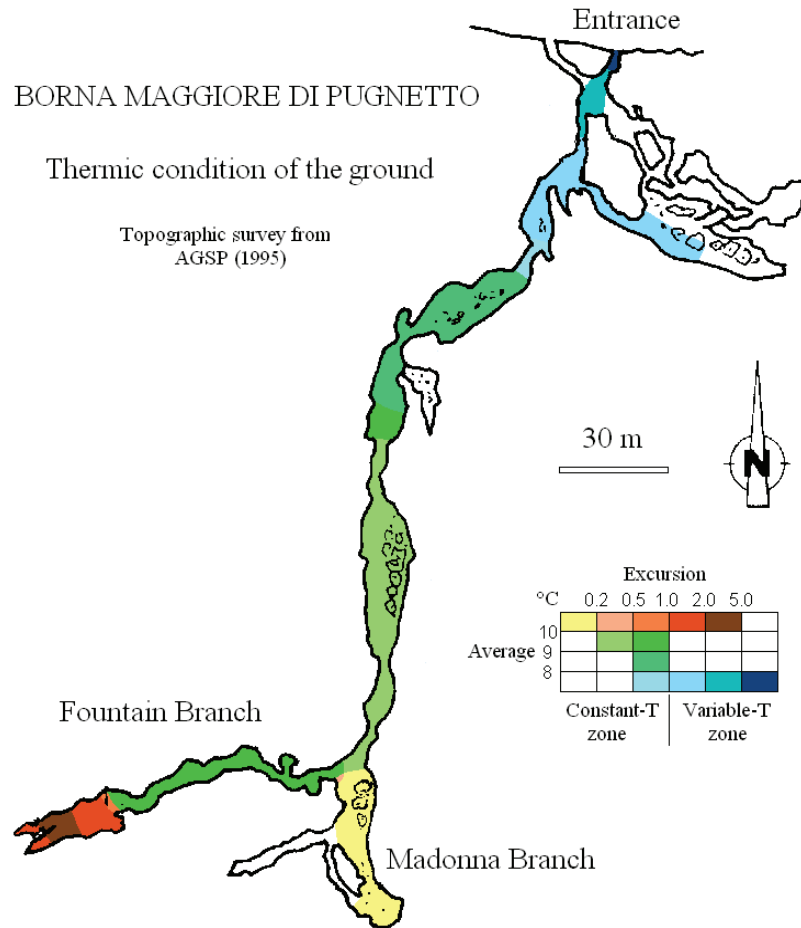 Entrance
BORNA MAGGIORE DI PUGNETTO
Thermic condition of the ground
Topographic survey from
AGSP (1995)
30 m
N
Excursion
°C 0.2 0.5 1.0 2.0 5.0
10
Average 9
8
Constant-T Variable-T
zone zone
Fountain Branch
Madonna Branch